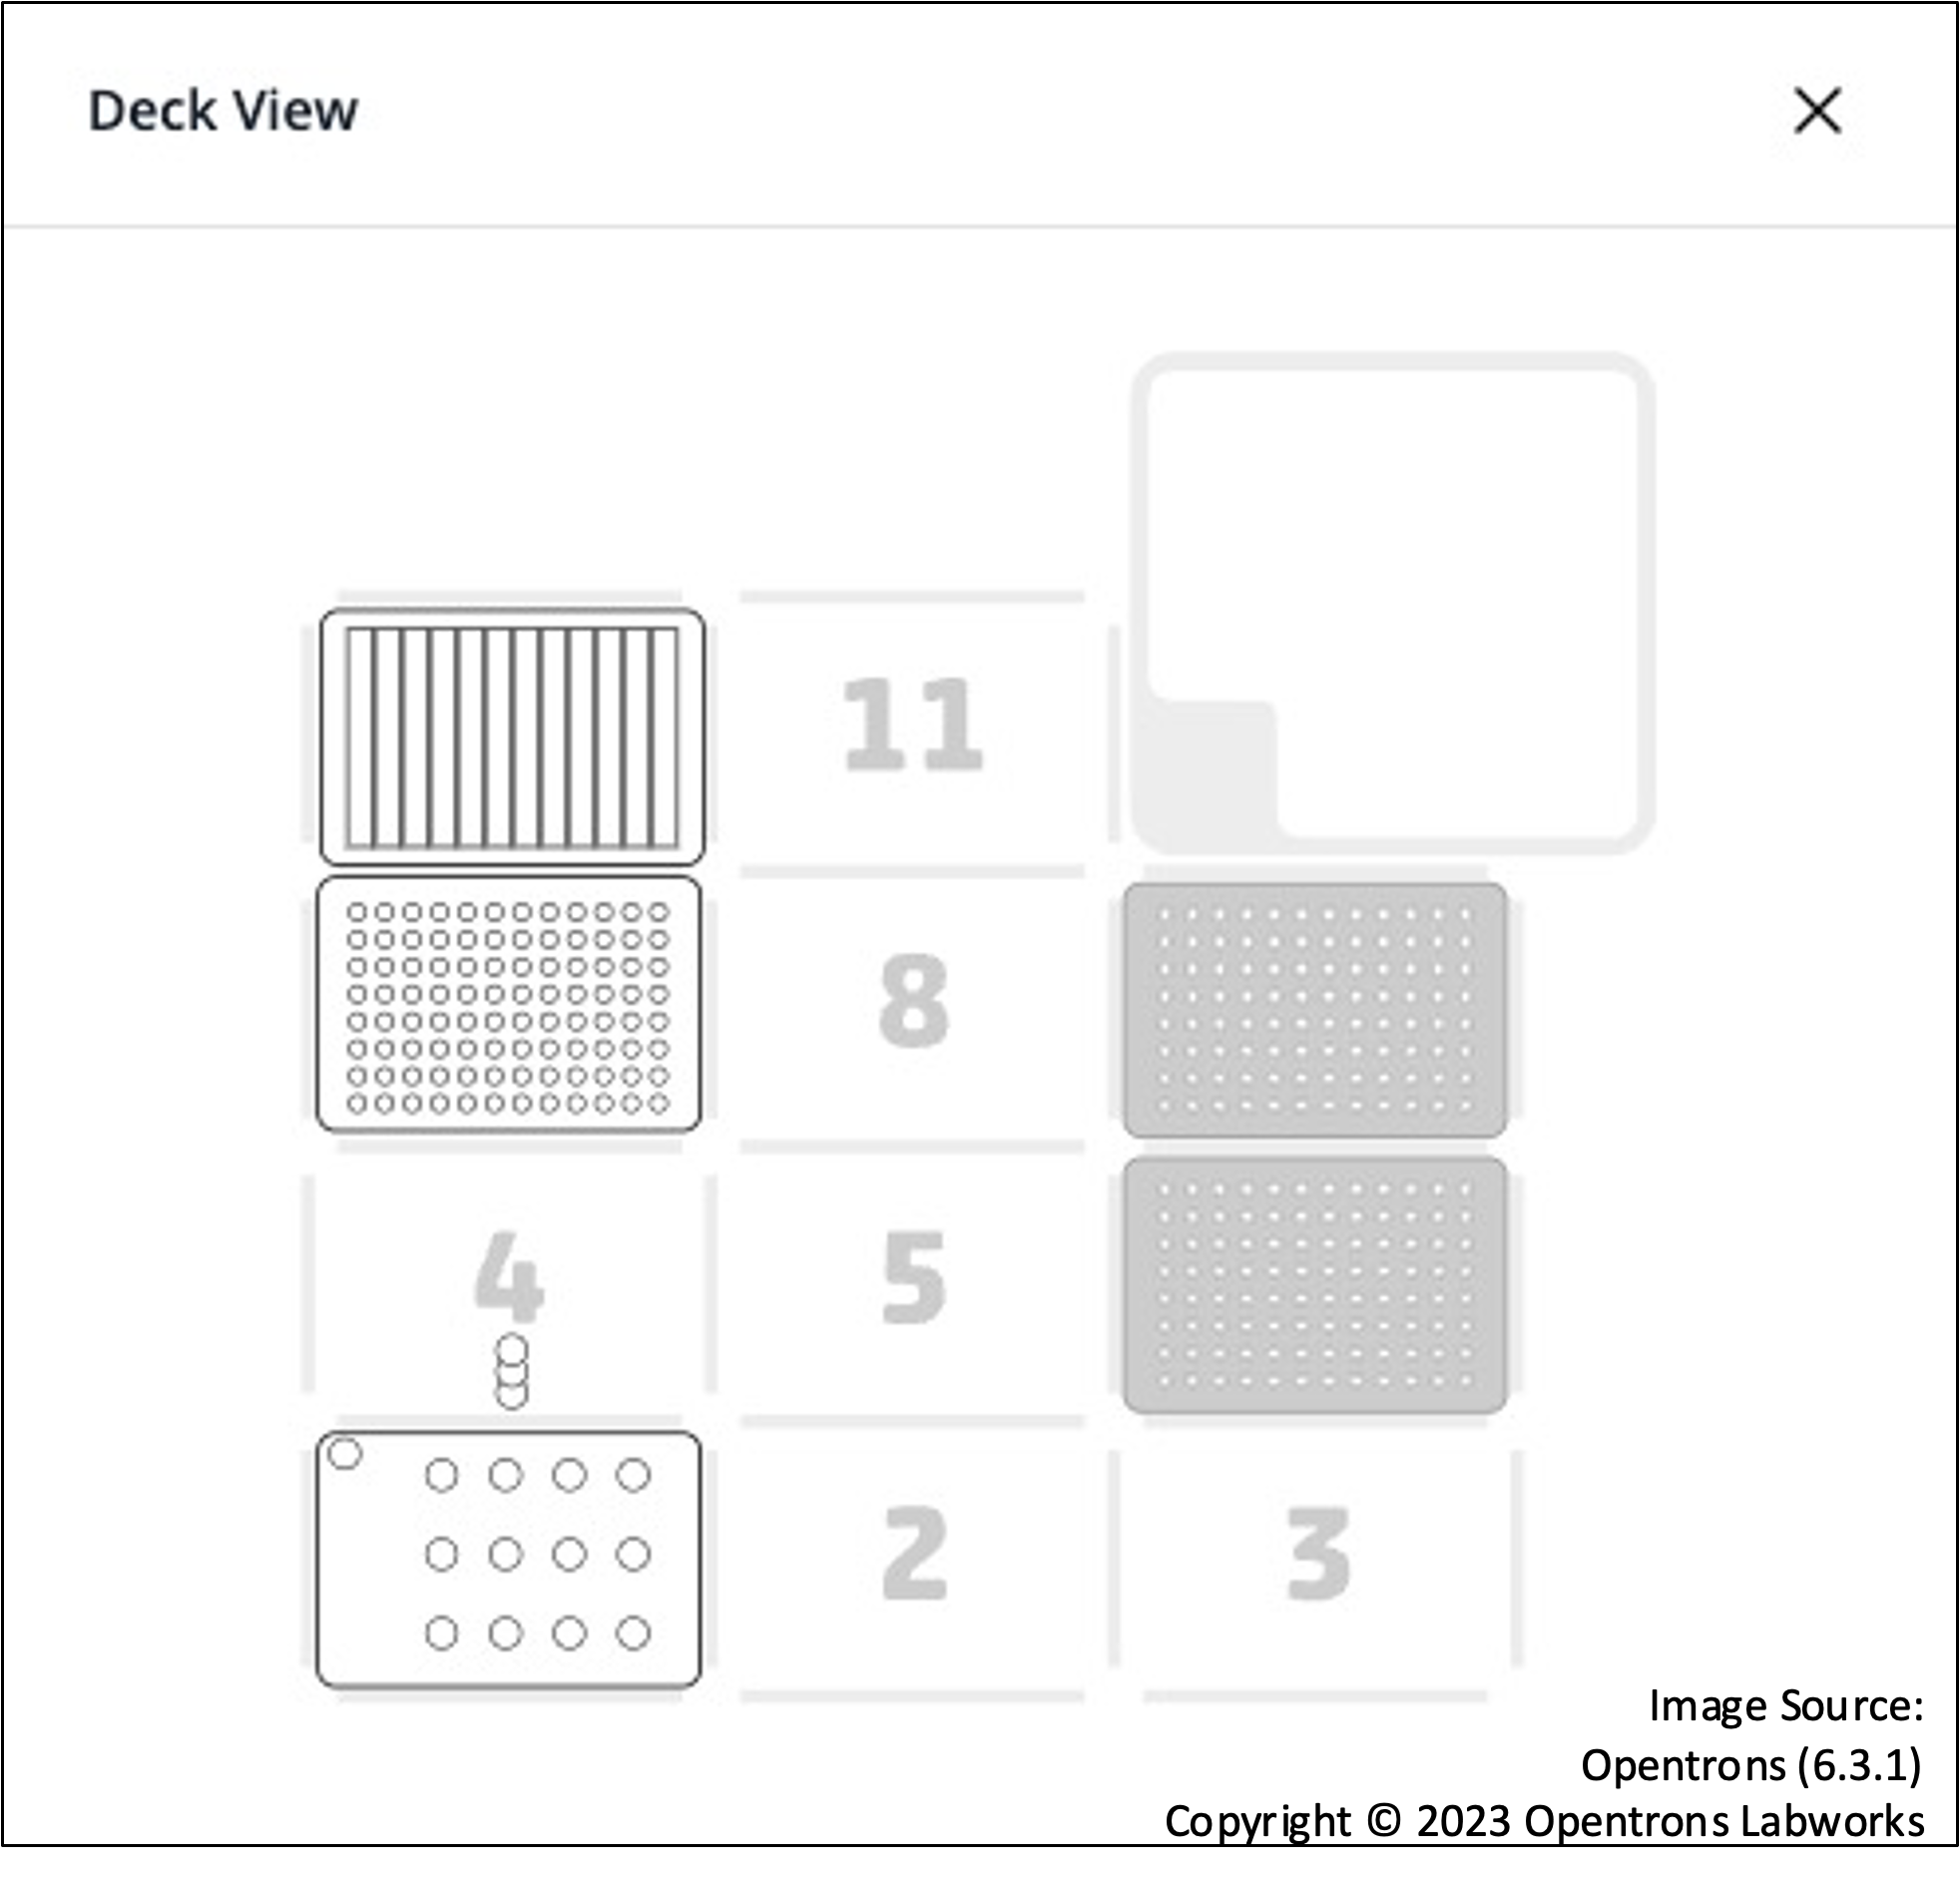 Deck View
11
8
4 5
2 3
Image Source:
Opentrons (6.3.1)
Copyright © 2023 Opentrons Labworks